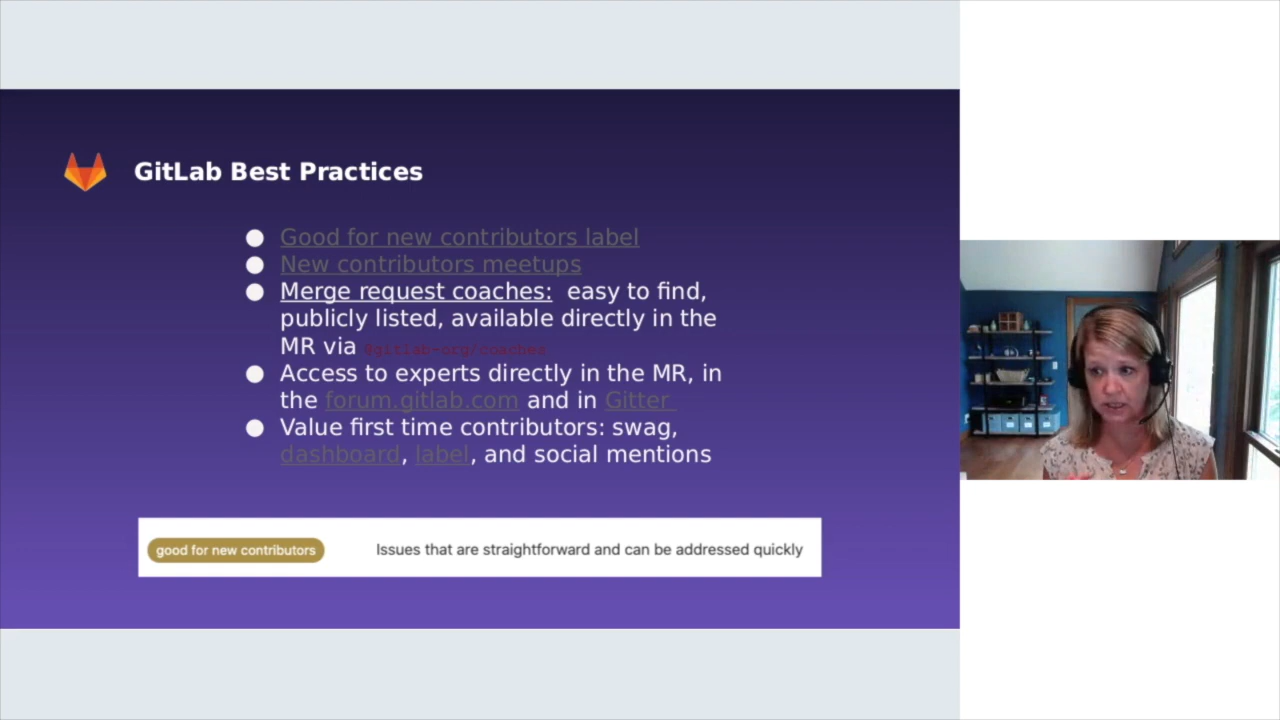 GitLab Best Practices
Good for new contributors label
New contributors meetups
Merge request coaches: easy to find,
publicly listed, available directly in the
MR via @gitlab-org/coaches
Access to experts directly in the MR, in
the forum.gitlab.com and in Gitter
Value first time contributors: swag,
dashboard, label, and social mentions
good for new contributors Issues that are straightforward and can be addressed quickly